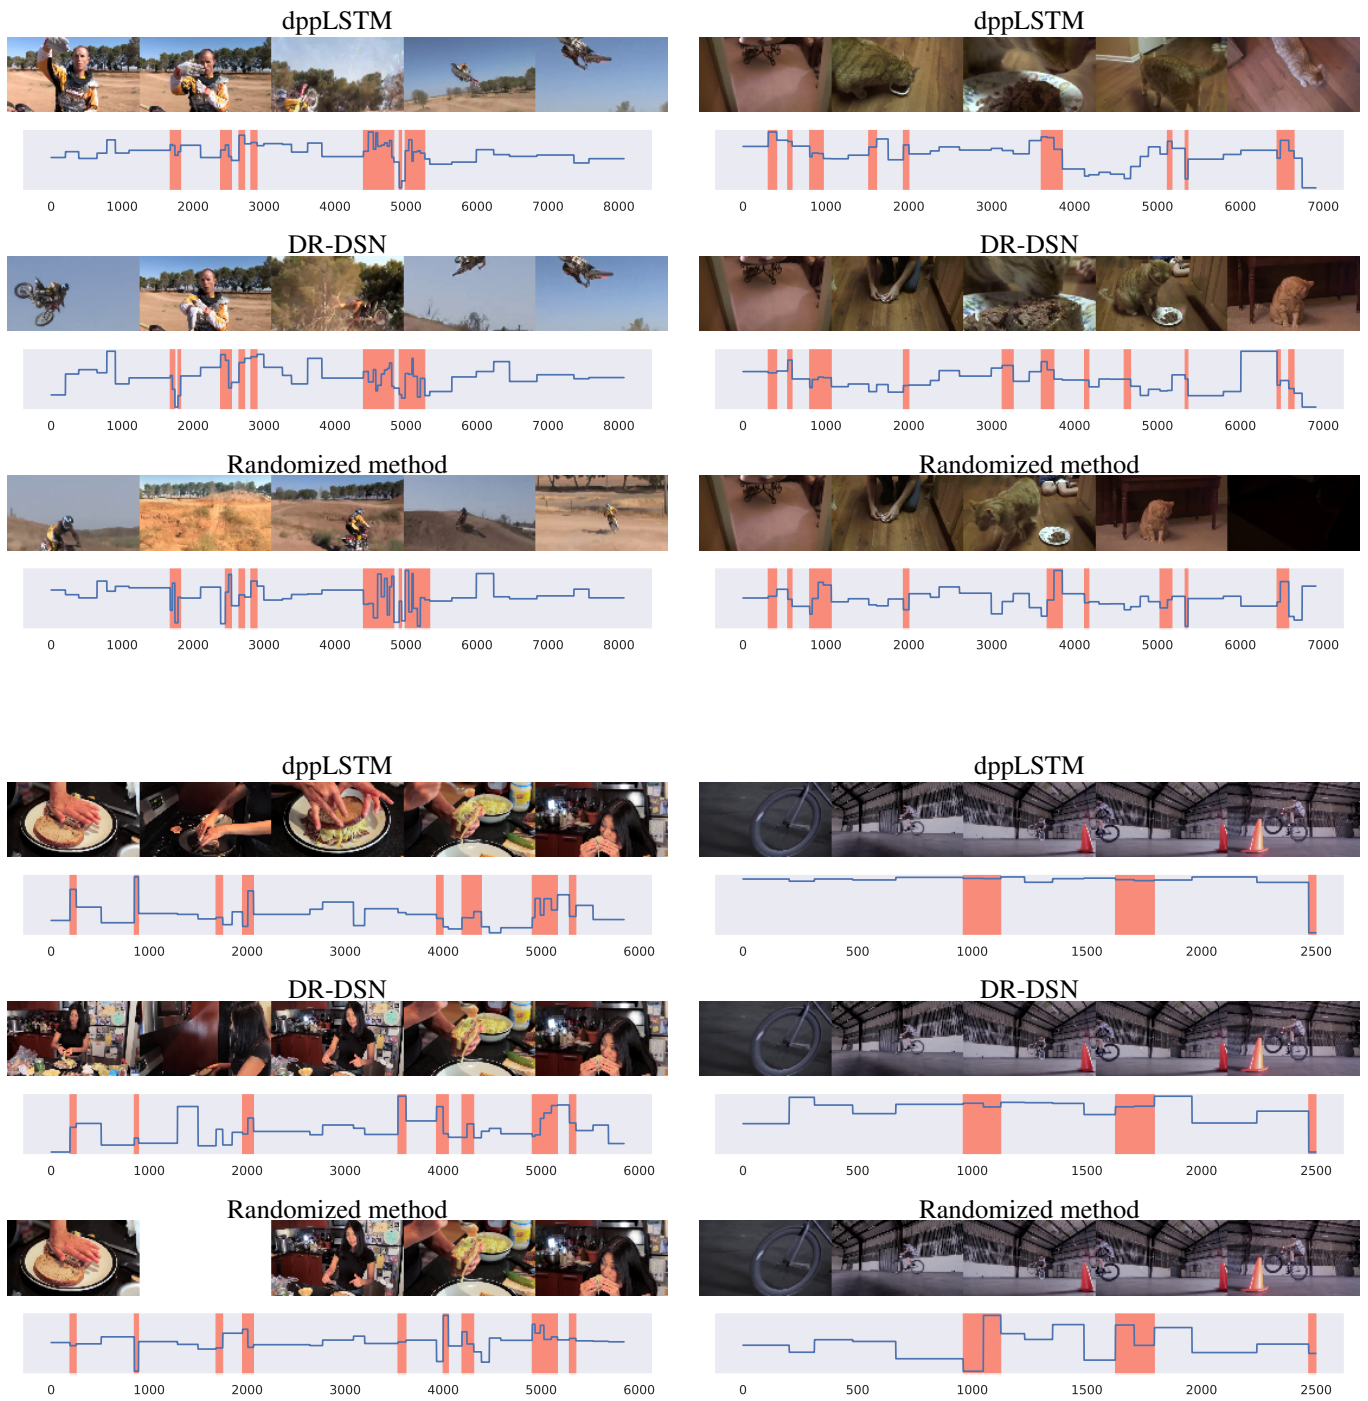 dppLSTM
0 1000 2000 3000 4000 5000 6000 7000 8000
DR-DSN
0 1000 2000 3000 4000 5000 6000 7000 8000
Randomized method
0 1000 2000 3000 4000 5000 6000 7000 8000
dppLSTM
0 1000 2000 3000 4000 5000 6000 7000
DR-DSN
0 1000 2000 3000 4000 5000 6000 7000
Randomized method
0 1000 2000 3000 4000 5000 6000 7000
dppLSTM
0 1000 2000 3000 4000 5000 6000
DR-DSN
0 1000 2000 3000 4000 5000 6000
Randomized method
0 1000 2000 3000 4000 5000 6000
dppLSTM
0 500 1000 1500 2000 2500
DR-DSN
0 500 1000 1500 2000 2500
Randomized method
0 500 1000 1500 2000 2500